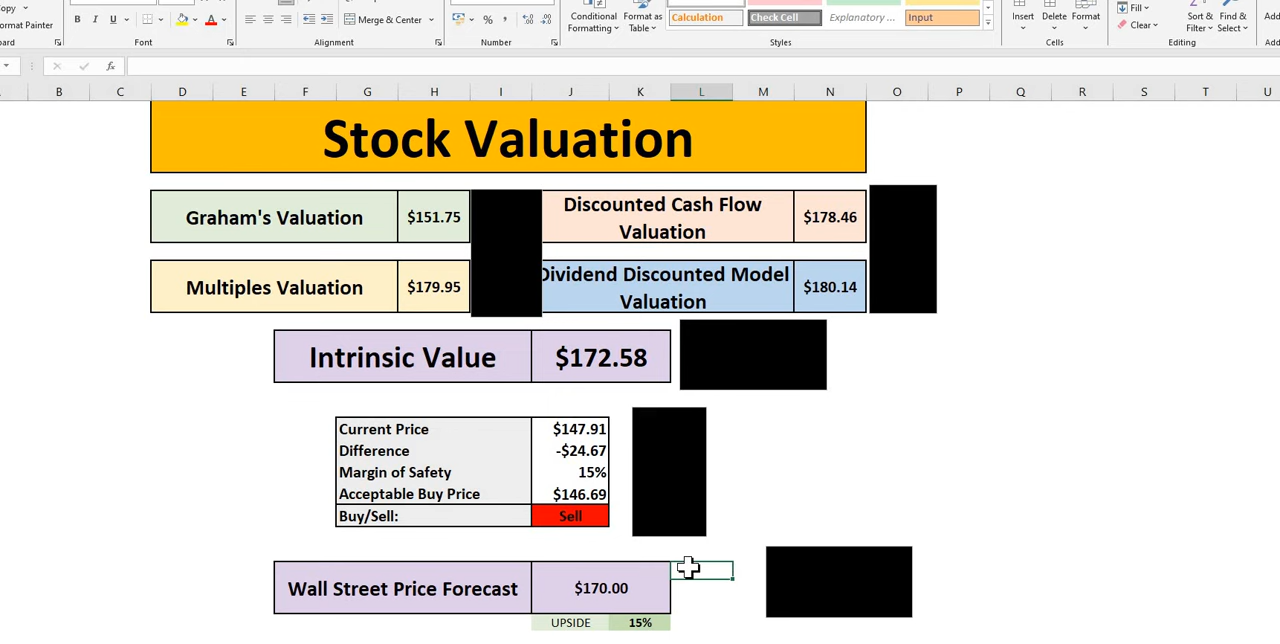 Copy
Format Painter
B I U
A
Merge & Center
% ,
Conditional Formatting
Format as Table
Calculation
Check Cell
Explanatory ...
Input
Insert
Delete
Format
Fill
Clear
Sort & Filter
Find & Select
Font
Alignment
Number
Styles
Cells
Editing
fx
B C D E F G H I J K L M N O P Q R S T U
Stock Valuation
Graham's Valuation $151.75
Discounted Cash Flow
Valuation
$178.46
Multiples Valuation $179.95
Dividend Discounted Model
Valuation
$180.14
Intrinsic Value $172.58
Current Price $147.91
Difference -$24.67
Margin of Safety 15%
Acceptable Buy Price $146.69
Buy/Sell: Sell
Wall Street Price Forecast $170.00
UPSIDE 15%